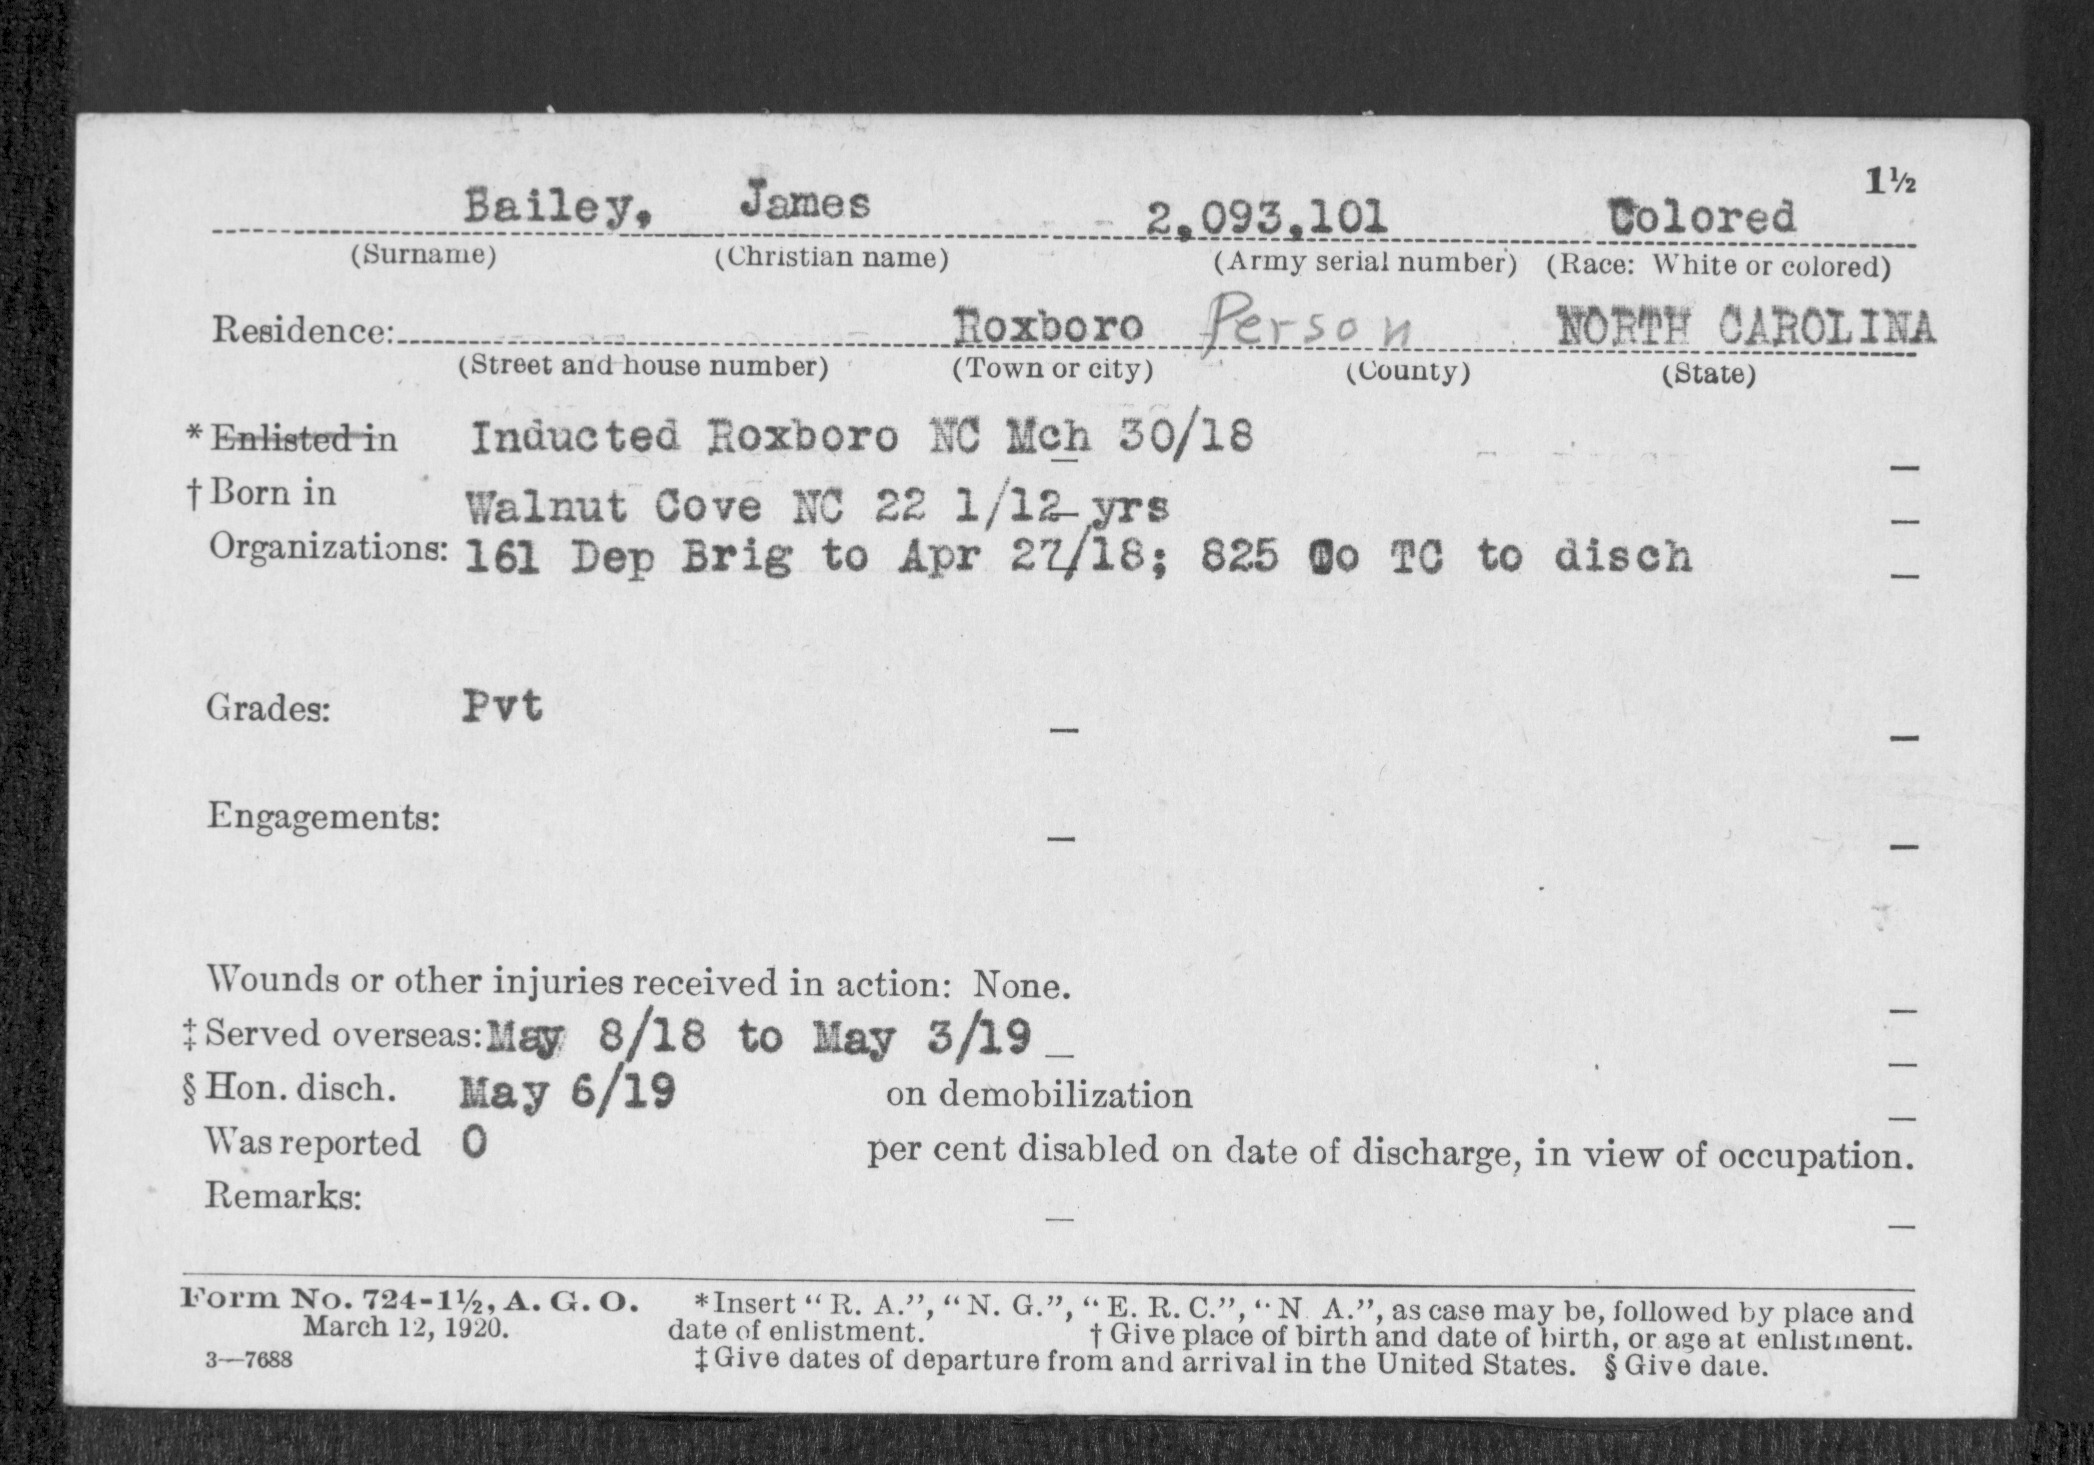 1½
Bailey, James 2,093,101 Colored
(Surname) (Christian name) (Army serial number) (Race: White or colored)
Residence: Roxboro Person NORTH CAROLINA
(Street and house number) (Town or city) (County) (State)
* Enlisted in Inducted Roxboro NC Mch 30/18
† Born in Walnut Cove NC 22 1/12 yrs
Organizations: 161 Dep Brig to Apr 27/18; 825 Co TC to disch
Grades: Pvt
Engagements:
Wounds or other injuries received in action: None.
‡ Served overseas: May 8/18 to May 3/19
§ Hon. disch. May 6/19 on demobilization
Was reported 0 per cent disabled on date of discharge, in view of occupation.
Remarks:
Form No. 724-1½, A. G. O. *Insert "R. A.", "N. G.", "E. R. C.", "N. A.", as case may be, followed by place and
March 12, 1920. date of enlistment. † Give place of birth and date of birth, or age at enlistment.
3—7688 ‡ Give dates of departure from and arrival in the United States. § Give date.